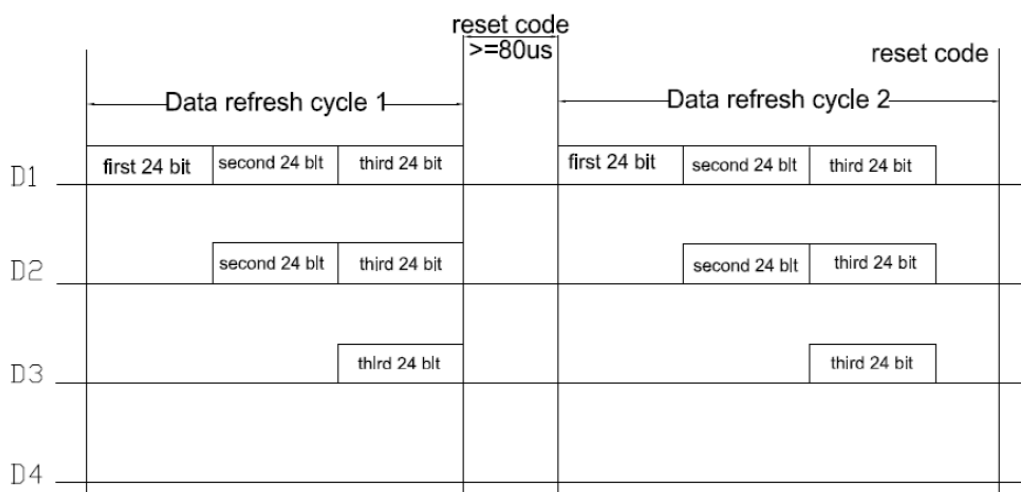 reset code
>=80us
reset code
Data refresh cycle 1
Data refresh cycle 2
D1 first 24 bit second 24 blt third 24 bit first 24 bit second 24 blt third 24 bit
D2 second 24 blt third 24 bit second 24 blt third 24 bit
D3 thlrd 24 blt third 24 bit
D4